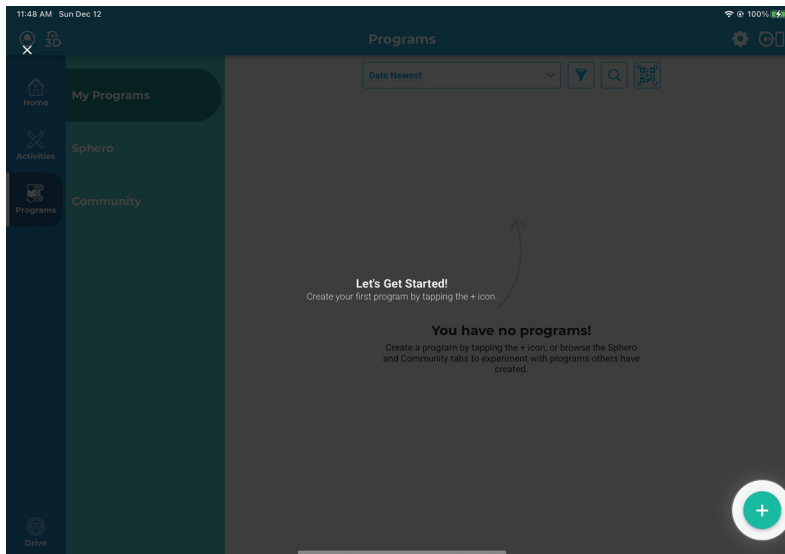 11:48 AM Sun Dec 12
100%
3D
Programs
Date Newest
Home
My Programs
Activities
Sphero
Programs
Community
Let's Get Started!
Create your first program by tapping the + icon.
You have no programs!
Create a program by tapping the + icon, or browse the Sphero
and Community tabs to experiment with programs others have
created.
Drive